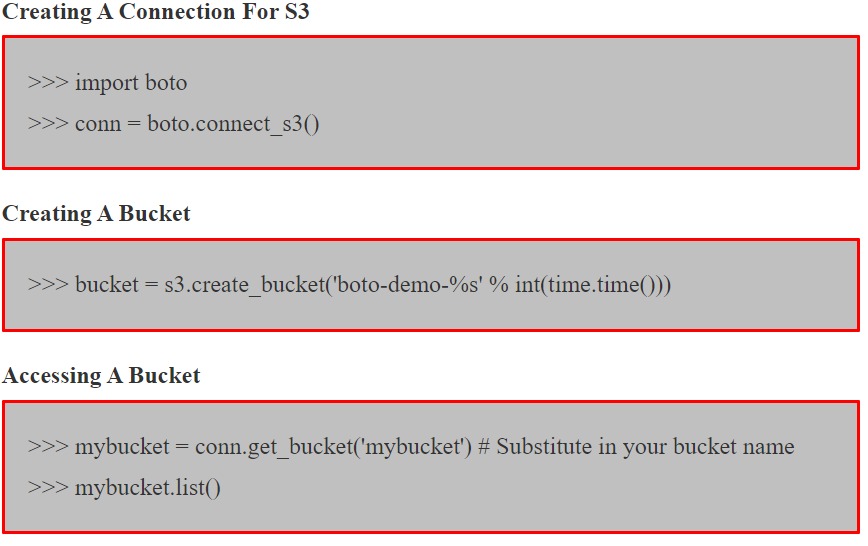 Creating A Connection For S3
>>> import boto
>>> conn = boto.connect_s3()
Creating A Bucket
>>> bucket = s3.create_bucket('boto-demo-%s' % int(time.time()))
Accessing A Bucket
>>> mybucket = conn.get_bucket('mybucket') # Substitute in your bucket name
>>> mybucket.list()